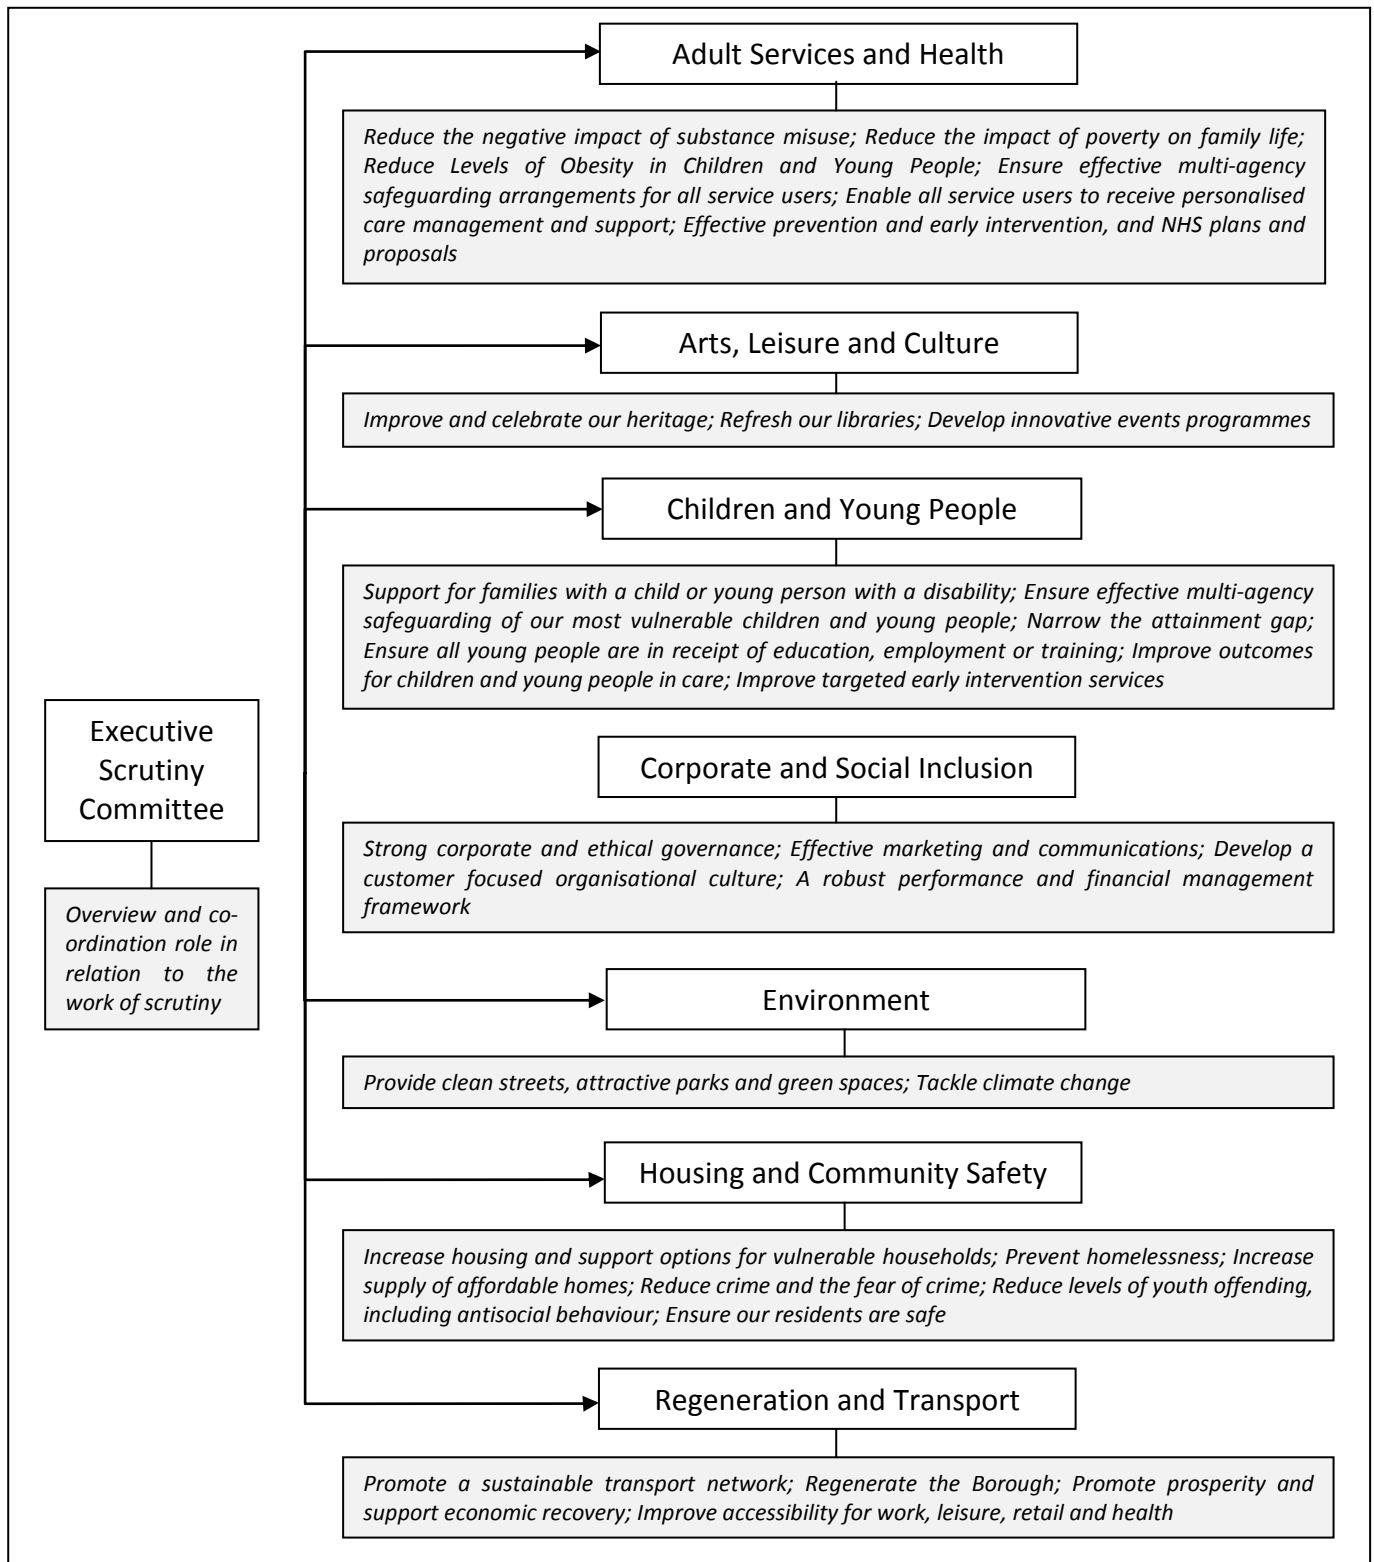 Adult Services and Health
Reduce the negative impact of substance misuse; Reduce the impact of poverty on family life;
Reduce Levels of Obesity in Children and Young People; Ensure effective multi-agency
safeguarding arrangements for all service users; Enable all service users to receive personalised
care management and support; Effective prevention and early intervention, and NHS plans and
proposals
Arts, Leisure and Culture
Improve and celebrate our heritage; Refresh our libraries; Develop innovative events programmes
Children and Young People
Support for families with a child or young person with a disability; Ensure effective multi-agency
safeguarding of our most vulnerable children and young people; Narrow the attainment gap;
Ensure all young people are in receipt of education, employment or training; Improve outcomes
for children and young people in care; Improve targeted early intervention services
Executive
Scrutiny
Committee
Overview and co-
ordination role in
relation to the
work of scrutiny
Corporate and Social Inclusion
Strong corporate and ethical governance; Effective marketing and communications; Develop a
customer focused organisational culture; A robust performance and financial management
framework
Environment
Provide clean streets, attractive parks and green spaces; Tackle climate change
Housing and Community Safety
Increase housing and support options for vulnerable households; Prevent homelessness; Increase
supply of affordable homes; Reduce crime and the fear of crime; Reduce levels of youth offending,
including antisocial behaviour; Ensure our residents are safe
Regeneration and Transport
Promote a sustainable transport network; Regenerate the Borough; Promote prosperity and
support economic recovery; Improve accessibility for work, leisure, retail and health